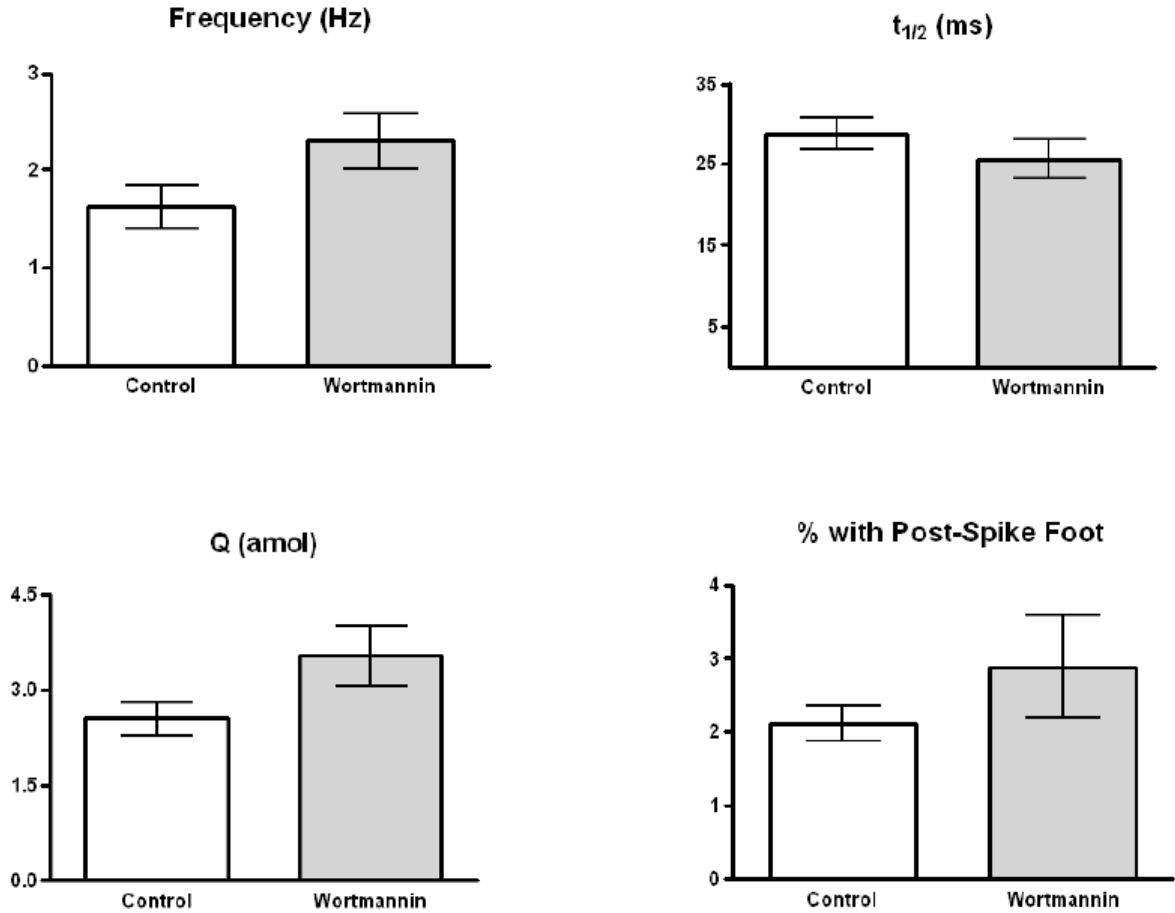 Frequency (Hz)
3
2
1
0
Control Wortmannin
t1/2 (ms)
35
25
15
5
Control Wortmannin
Q (amol)
4.5
3.0
1.5
0.0
Control Wortmannin
% with Post-Spike Foot
4
3
2
1
0
Control Wortmannin